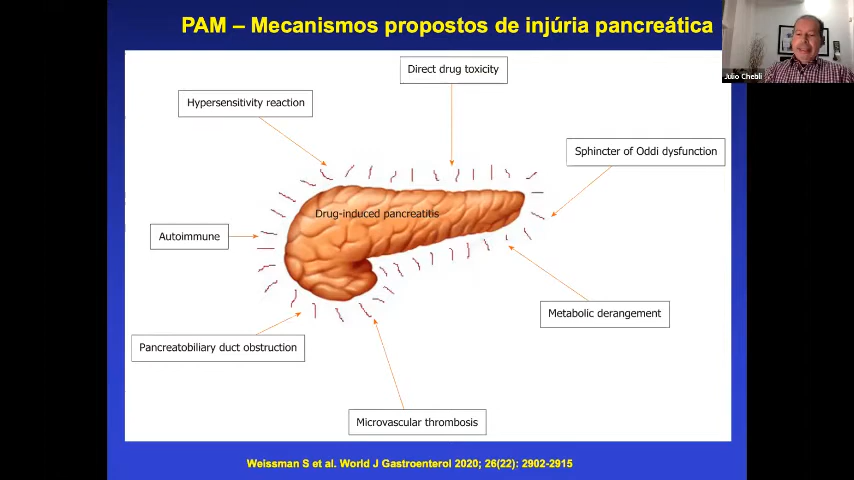 PAM – Mecanismos propostos de injúria pancreática
Julio Chebli
Direct drug toxicity
Hypersensitivity reaction
Sphincter of Oddi dysfunction
Drug-induced pancreatitis
Autoimmune
Metabolic derangement
Pancreatobiliary duct obstruction
Microvascular thrombosis
Weissman S et al. World J Gastroenterol 2020; 26(22): 2902-2915